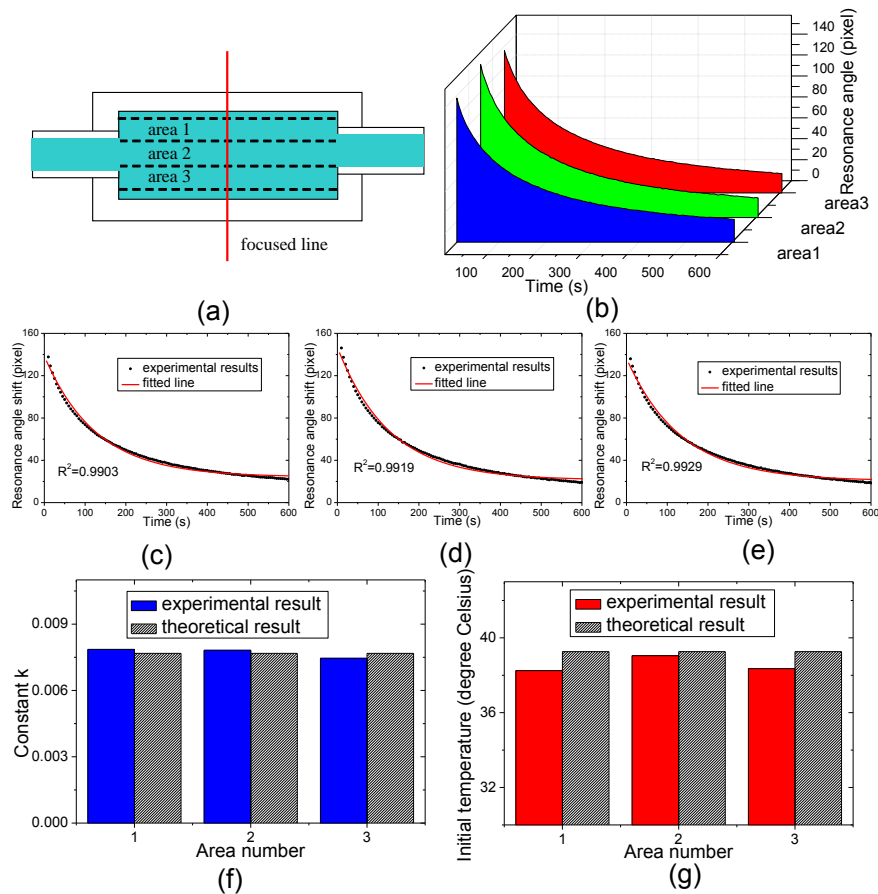 area 1
area 2
area 3
focused line
(a)
140
120
100
80
60
40
20
0
Resonance angle (pixel)
area3
area2
area1
100 200 300 400 500 600
Time (s)
(b)
160
120
80
40
0
Resonance angle shift (pixel)
experimental results
fitted line
R²=0.9903
0 100 200 300 400 500 600
Time (s)
(c)
160
120
80
40
0
Resonance angle shift (pixel)
experimental results
fitted line
R²=0.9919
0 100 200 300 400 500 600
Time (s)
(d)
160
120
80
40
0
Resonance angle shift (pixel)
experimental results
fitted line
R²=0.9929
0 100 200 300 400 500 600
Time (s)
(e)
0.009
0.006
0.003
0.000
Constant k
experimental result
theoretical result
1 2 3
Area number
(f)
42
39
36
33
Initial temperature (degree Celsius)
experimental result
theoretical result
1 2 3
Area number
(g)